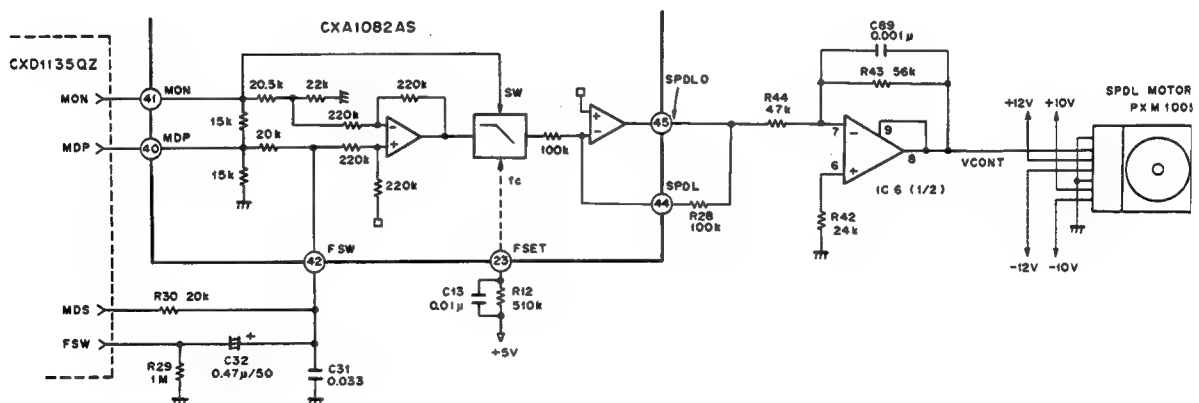 CXA1082AS
CXD1135QZ
MON
41
MON
20.5k
22k
220k
SW
15k
220k
MDP
40
MDP
20k
15k
220k
220k
100k
fc
SPDLO
45
SPDL
44
R28
100k
FSW
42
FSET
23
C13
0.01μ
R12
510k
+5V
MDS
R30 20k
FSW
R29
1M
C32
0.47μ/50
C31
0.033
R44
47k
C89
0.001μ
R43 56k
7
9
6
8
VCONT
IC 6 (1/2)
R42
24k
+12V
+10V
-12V
-10V
SPDL MOTOR